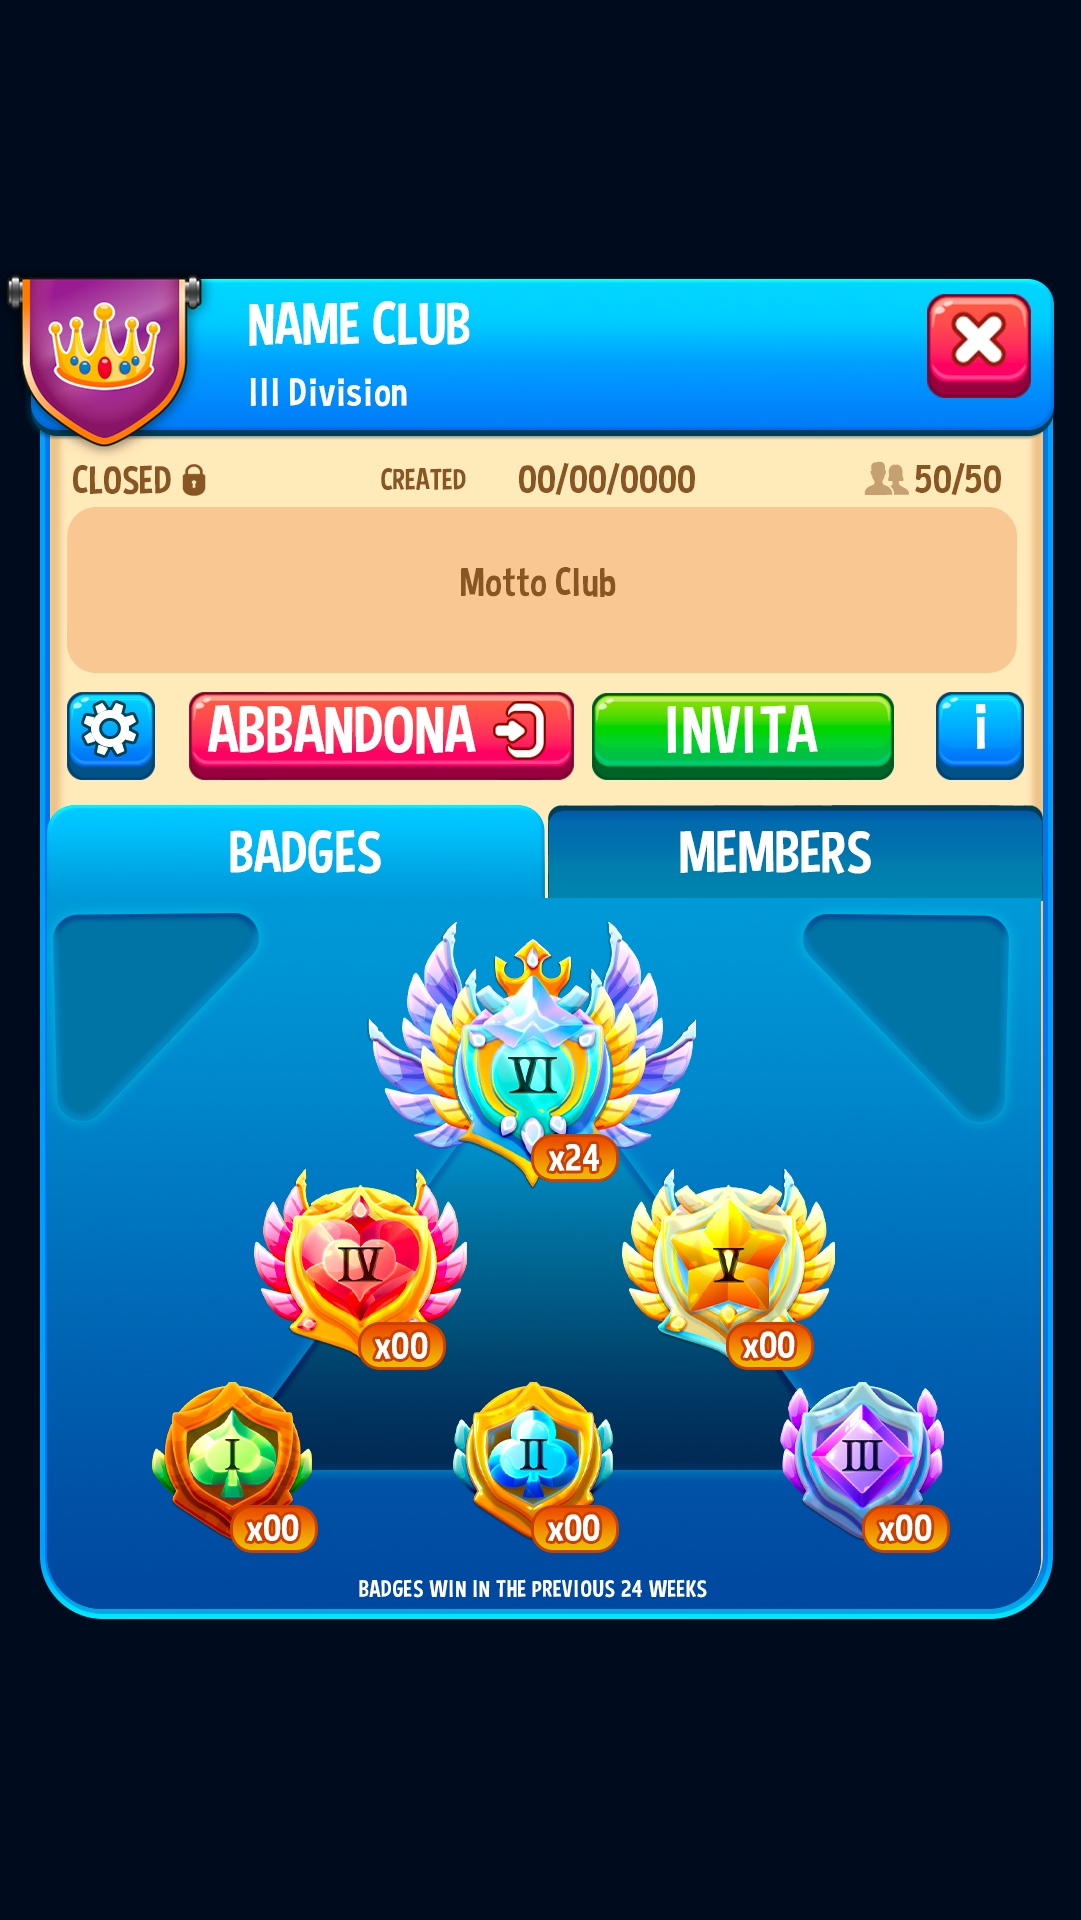 NAME CLUB
III Division
CLOSED CREATED 00/00/0000 50/50
Motto Club
ABBANDONA INVITA i
BADGES MEMBERS
VI
x24
IV V
x00 x00
I II III
x00 x00 x00
BADGES WIN IN THE PREVIOUS 24 WEEKS